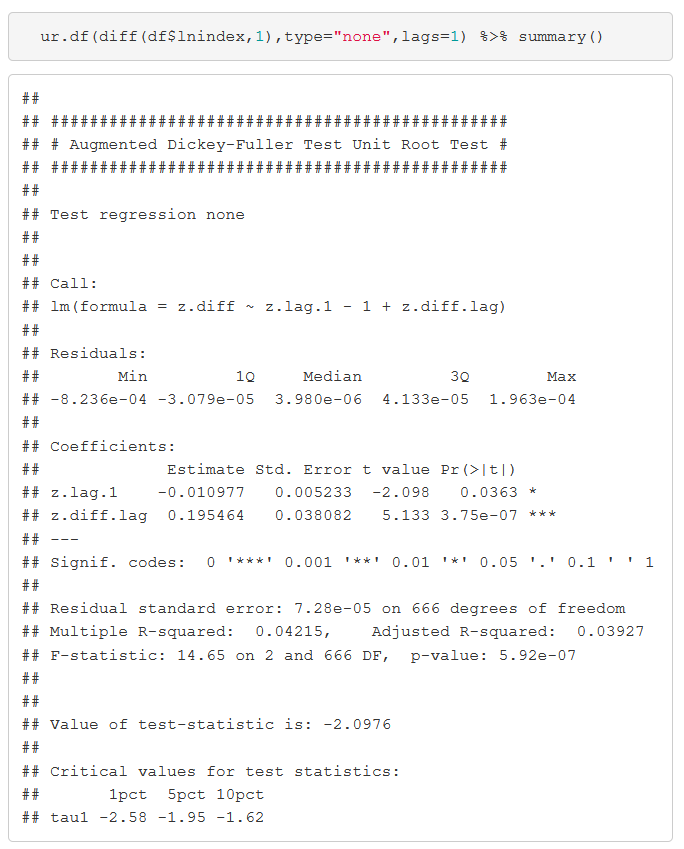 ur.df(diff(df$lnindex,1),type="none",lags=1) %>% summary()
##
## ###############################################
## # Augmented Dickey-Fuller Test Unit Root Test #
## ###############################################
##
## Test regression none
##
##
## Call:
## lm(formula = z.diff ~ z.lag.1 - 1 + z.diff.lag)
##
## Residuals:
##        Min         1Q     Median         3Q        Max
## -8.236e-04 -3.079e-05  3.980e-06  4.133e-05  1.963e-04
##
## Coefficients:
##             Estimate Std. Error t value Pr(>|t|)
## z.lag.1    -0.010977   0.005233  -2.098   0.0363 *
## z.diff.lag  0.195464   0.038082   5.133 3.75e-07 ***
## ---
## Signif. codes:  0 '***' 0.001 '**' 0.01 '*' 0.05 '.' 0.1 ' ' 1
##
## Residual standard error: 7.28e-05 on 666 degrees of freedom
## Multiple R-squared:  0.04215,    Adjusted R-squared:  0.03927
## F-statistic: 14.65 on 2 and 666 DF,  p-value: 5.92e-07
##
##
## Value of test-statistic is: -2.0976
##
## Critical values for test statistics:
##       1pct  5pct 10pct
## tau1 -2.58 -1.95 -1.62